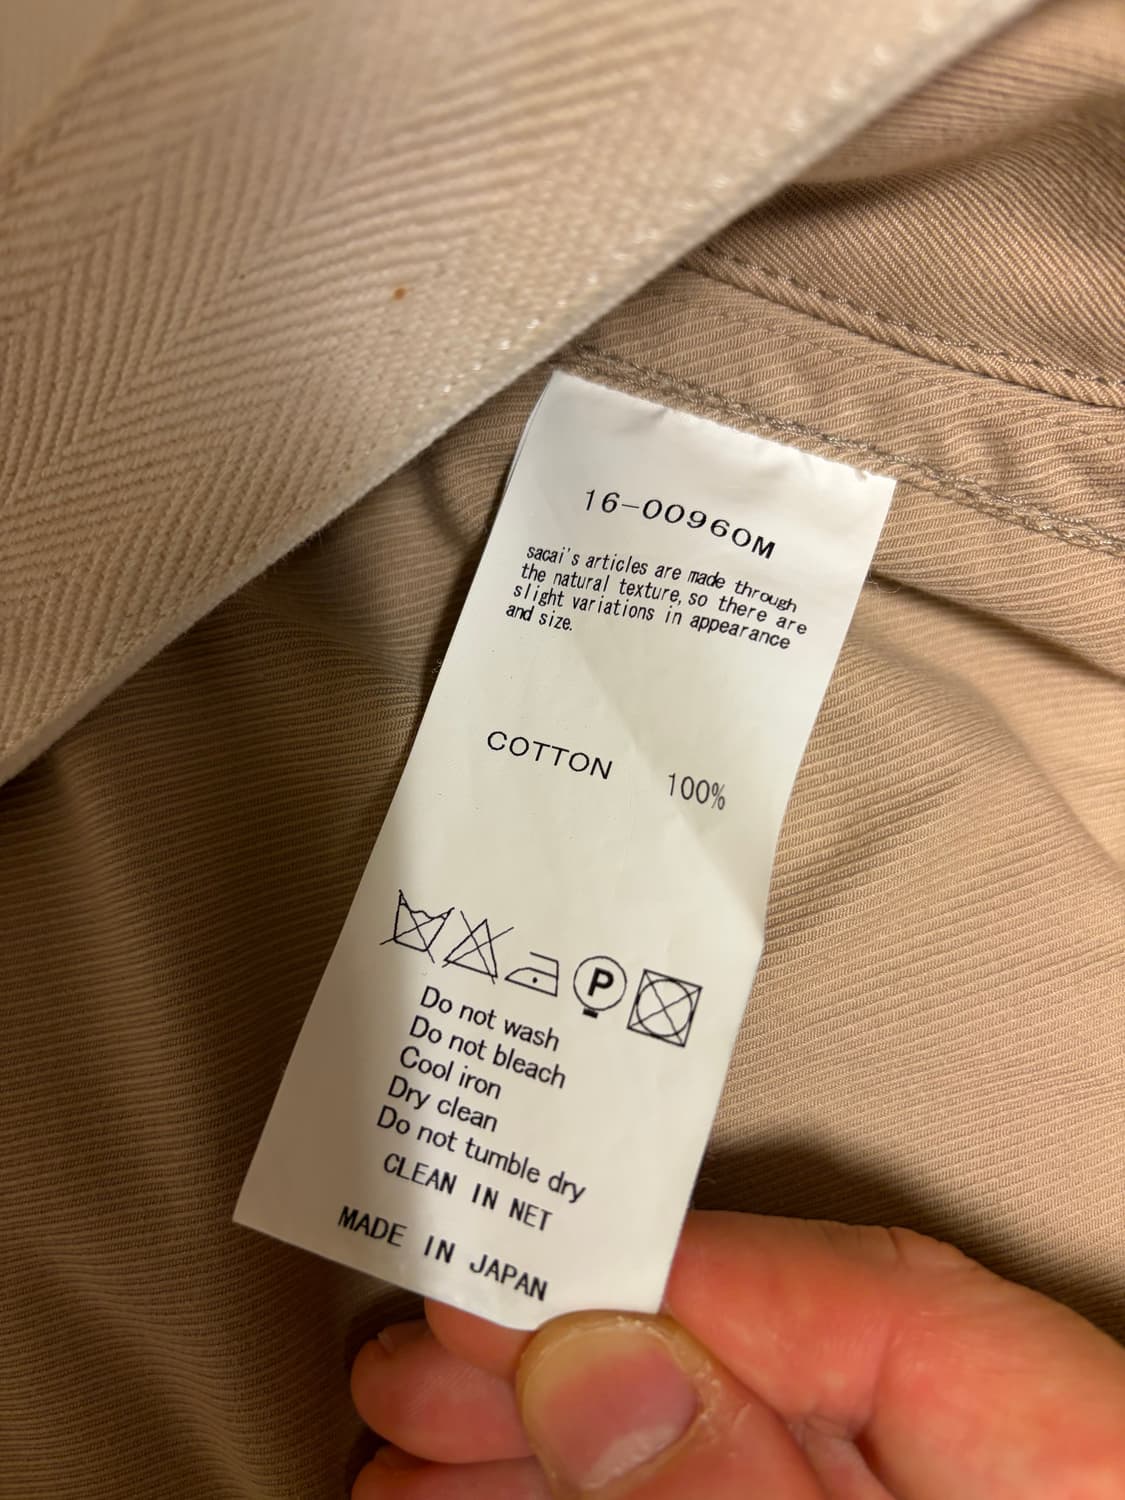 16-00960M
sacai's articles are made through
the natural texture, so there are
slight variations in appearance
and size.
COTTON 100%
P
Do not wash
Do not bleach
Cool iron
Dry clean
Do not tumble dry
CLEAN IN NET
MADE IN JAPAN